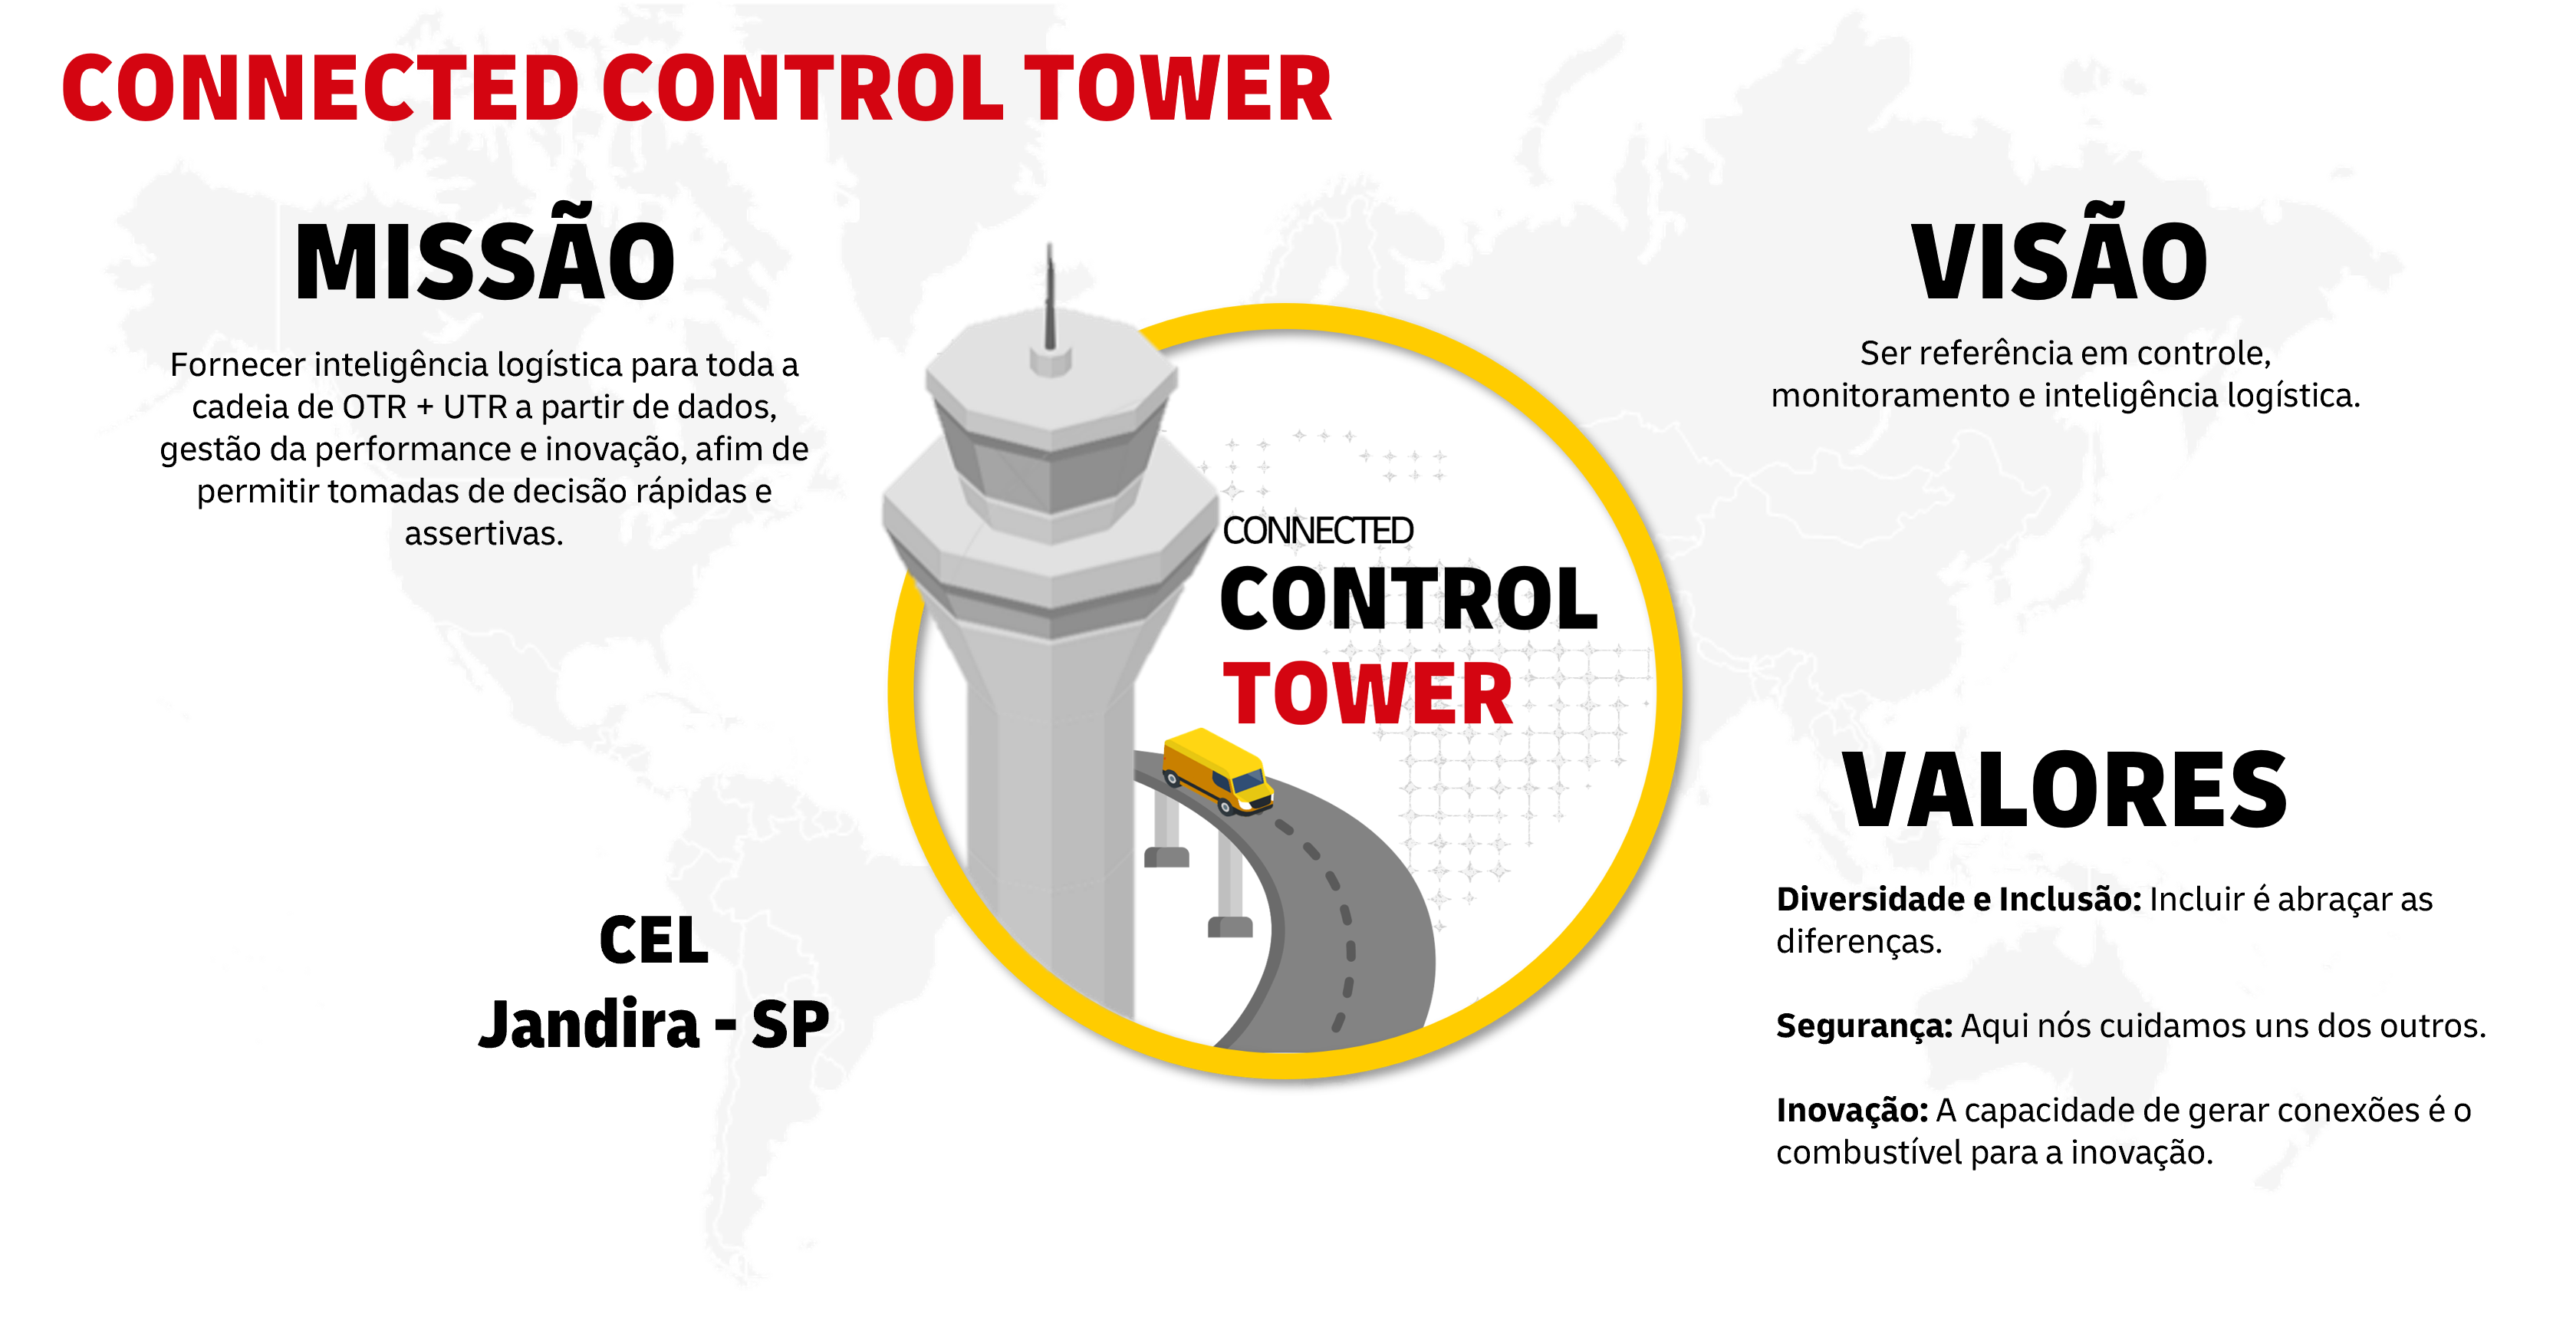 CONNECTED CONTROL TOWER
MISSÃO
Fornecer inteligência logística para toda a
cadeia de OTR + UTR a partir de dados,
gestão da performance e inovação, afim de
permitir tomadas de decisão rápidas e
assertivas.
VISÃO
Ser referência em controle,
monitoramento e inteligência logística.
CONNECTED
CONTROL
TOWER
CEL
Jandira - SP
VALORES
Diversidade e Inclusão: Incluir é abraçar as
diferenças.
Segurança: Aqui nós cuidamos uns dos outros.
Inovação: A capacidade de gerar conexões é o
combustível para a inovação.